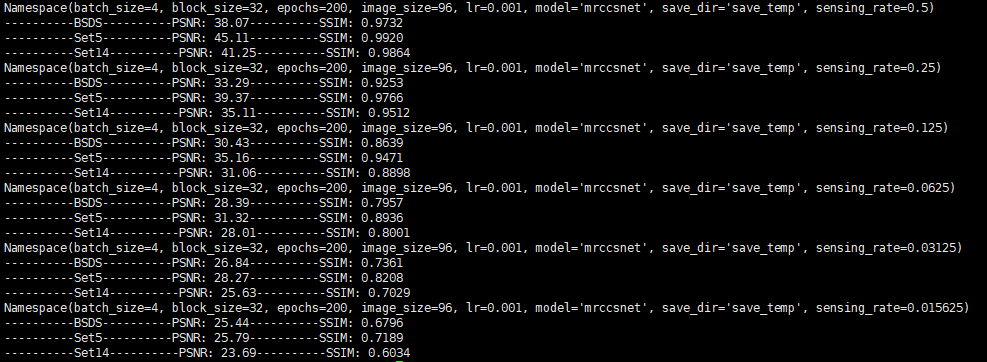 Namespace(batch_size=4, block_size=32, epochs=200, image_size=96, lr=0.001, model='mrccsnet', save_dir='save_temp', sensing_rate=0.5)
----------BSDS----------PSNR: 38.07----------SSIM: 0.9732
----------Set5----------PSNR: 45.11----------SSIM: 0.9920
----------Set14----------PSNR: 41.25----------SSIM: 0.9864
Namespace(batch_size=4, block_size=32, epochs=200, image_size=96, lr=0.001, model='mrccsnet', save_dir='save_temp', sensing_rate=0.25)
----------BSDS----------PSNR: 33.29----------SSIM: 0.9253
----------Set5----------PSNR: 39.37----------SSIM: 0.9766
----------Set14----------PSNR: 35.11----------SSIM: 0.9512
Namespace(batch_size=4, block_size=32, epochs=200, image_size=96, lr=0.001, model='mrccsnet', save_dir='save_temp', sensing_rate=0.125)
----------BSDS----------PSNR: 30.43----------SSIM: 0.8639
----------Set5----------PSNR: 35.16----------SSIM: 0.9471
----------Set14----------PSNR: 31.06----------SSIM: 0.8898
Namespace(batch_size=4, block_size=32, epochs=200, image_size=96, lr=0.001, model='mrccsnet', save_dir='save_temp', sensing_rate=0.0625)
----------BSDS----------PSNR: 28.39----------SSIM: 0.7957
----------Set5----------PSNR: 31.32----------SSIM: 0.8936
----------Set14----------PSNR: 28.01----------SSIM: 0.8001
Namespace(batch_size=4, block_size=32, epochs=200, image_size=96, lr=0.001, model='mrccsnet', save_dir='save_temp', sensing_rate=0.03125)
----------BSDS----------PSNR: 26.84----------SSIM: 0.7361
----------Set5----------PSNR: 28.27----------SSIM: 0.8208
----------Set14----------PSNR: 25.63----------SSIM: 0.7029
Namespace(batch_size=4, block_size=32, epochs=200, image_size=96, lr=0.001, model='mrccsnet', save_dir='save_temp', sensing_rate=0.015625)
----------BSDS----------PSNR: 25.44----------SSIM: 0.6796
----------Set5----------PSNR: 25.79----------SSIM: 0.7189
----------Set14----------PSNR: 23.69----------SSIM: 0.6034